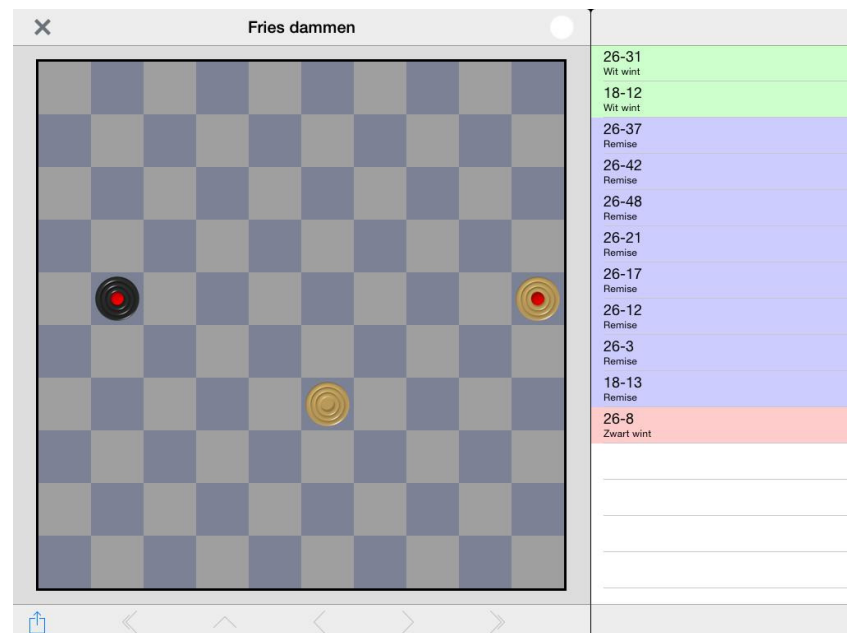 Fries dammen
26-31
Wit wint
18-12
Wit wint
26-37
Remise
26-42
Remise
26-48
Remise
26-21
Remise
26-17
Remise
26-12
Remise
26-3
Remise
18-13
Remise
26-8
Zwart wint